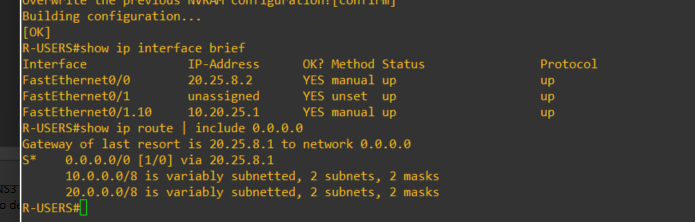 Overwrite the previous NVRAM configuration?[confirm]
Building configuration...
[OK]
R-USERS#show ip interface brief
Interface                  IP-Address      OK? Method Status                Protocol
FastEthernet0/0            20.25.8.2       YES manual up                    up
FastEthernet0/1            unassigned      YES unset  up                    up
FastEthernet0/1.10         10.20.25.1      YES manual up                    up
R-USERS#show ip route | include 0.0.0.0
Gateway of last resort is 20.25.8.1 to network 0.0.0.0
S*    0.0.0.0/0 [1/0] via 20.25.8.1
      10.0.0.0/8 is variably subnetted, 2 subnets, 2 masks
      20.0.0.0/8 is variably subnetted, 2 subnets, 2 masks
R-USERS#